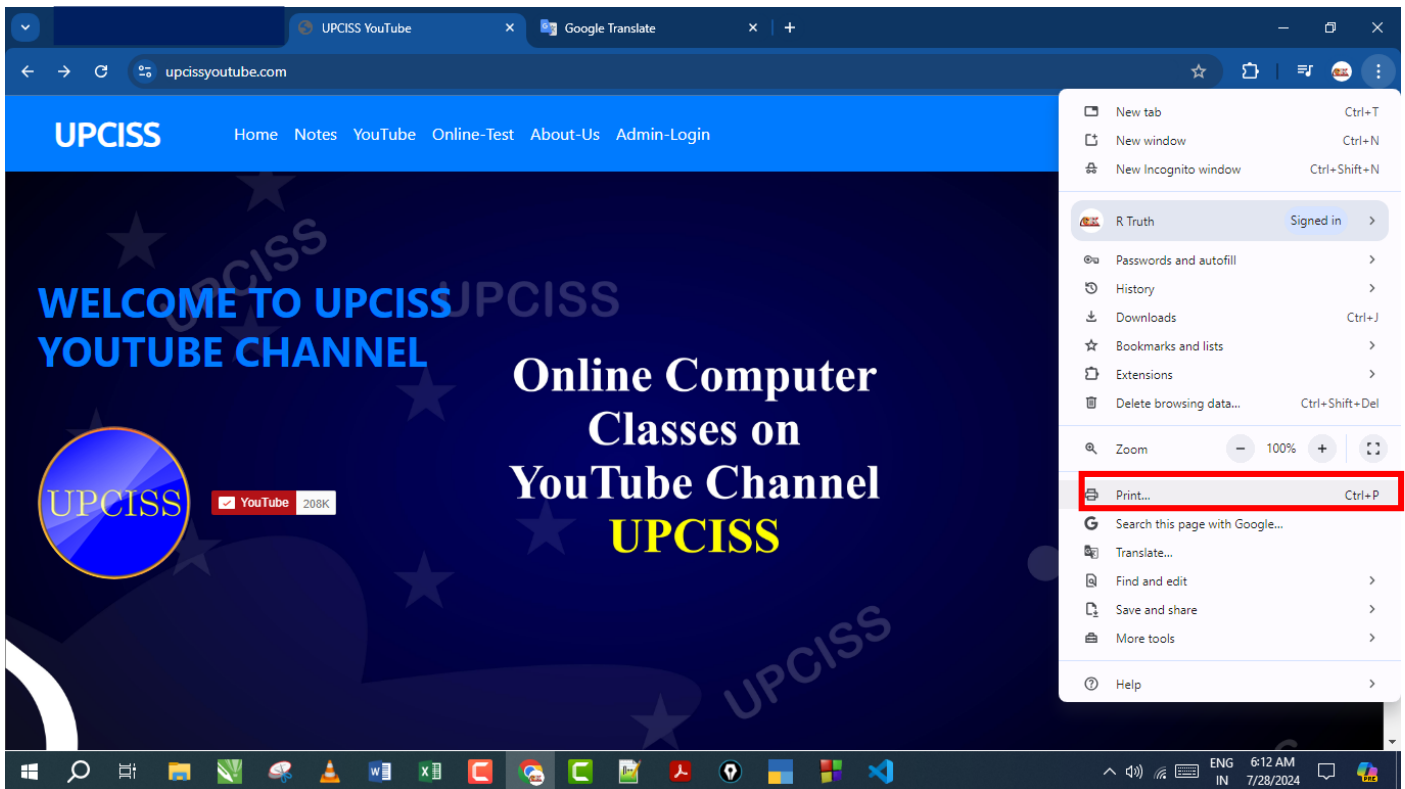 UPCISS YouTube
Google Translate
upcissyoutube.com
UPCISS Home Notes YouTube Online-Test About-Us Admin-Login
WELCOME TO UPCISS
YOUTUBE CHANNEL
UPCISS
YouTube 208K
Online Computer
Classes on
YouTube Channel
UPCISS
UPCISS
UPCISS
UPCISS
New tab Ctrl+T
New window Ctrl+N
New Incognito window Ctrl+Shift+N
R Truth Signed in
Passwords and autofill
History
Downloads Ctrl+J
Bookmarks and lists
Extensions
Delete browsing data... Ctrl+Shift+Del
Zoom - 100% +
Print... Ctrl+P
Search this page with Google...
Translate...
Find and edit
Save and share
More tools
Help
ENG 6:12 AM
IN 7/28/2024